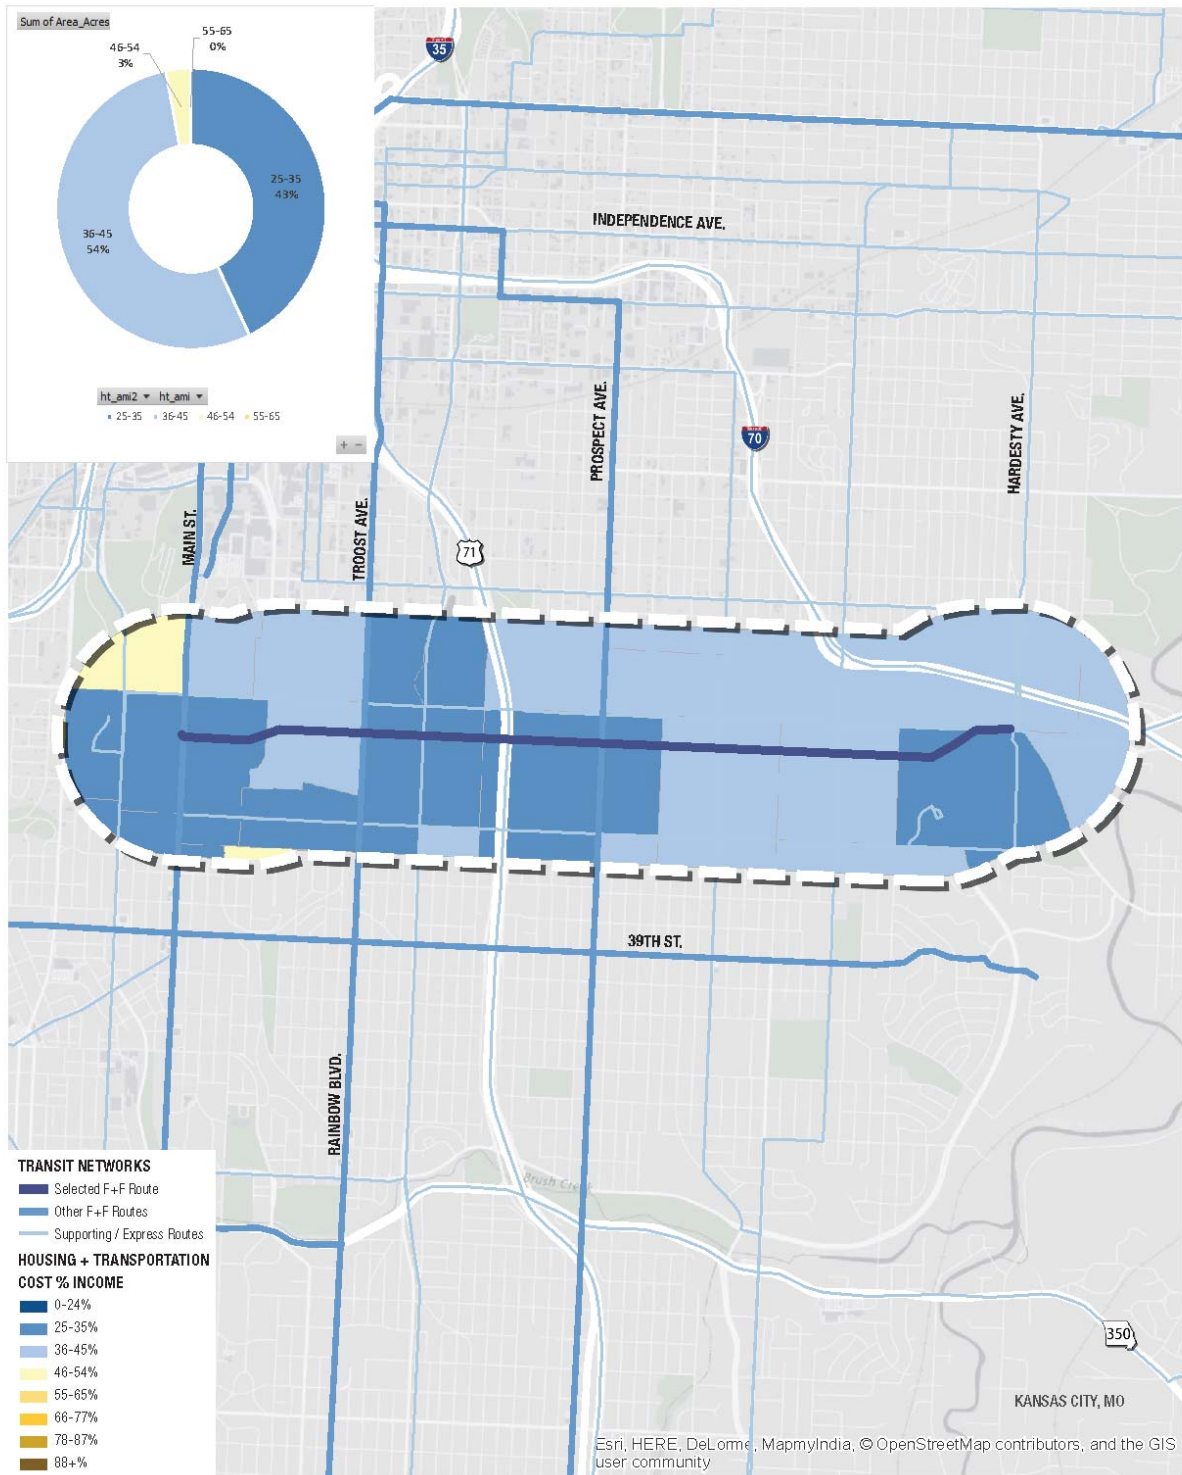 Sum of Area_Acres
55-65
0%
46-54
3%
25-35
43%
36-45
54%
ht_ami2 ht_ami
25-35 36-45 46-54 55-65
+ −
35
INDEPENDENCE AVE.
PROSPECT AVE.
70
HARDESTY AVE.
MAIN ST.
TROOST AVE.
71
39TH ST.
RAINBOW BLVD.
Brush Creek
TRANSIT NETWORKS
Selected F+F Route
Other F+F Routes
Supporting / Express Routes
HOUSING + TRANSPORTATION
COST % INCOME
0-24%
25-35%
36-45%
46-54%
55-65%
66-77%
78-87%
88+%
350
KANSAS CITY, MO
Esri, HERE, DeLorme, MapmyIndia, © OpenStreetMap contributors, and the GIS
user community